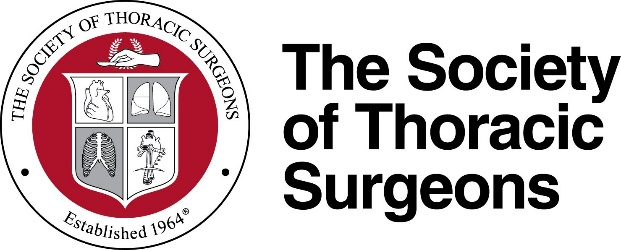 THE SOCIETY OF THORACIC SURGEONS
Established 1964®
The Society
of Thoracic
Surgeons